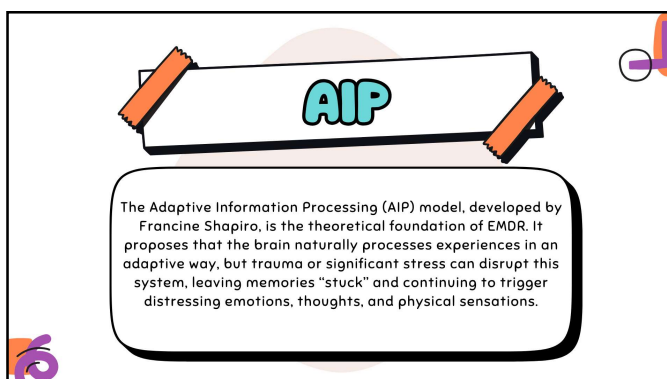 AIP
The Adaptive Information Processing (AIP) model, developed by
Francine Shapiro, is the theoretical foundation of EMDR. It
proposes that the brain naturally processes experiences in an
adaptive way, but trauma or significant stress can disrupt this
system, leaving memories “stuck” and continuing to trigger
distressing emotions, thoughts, and physical sensations.